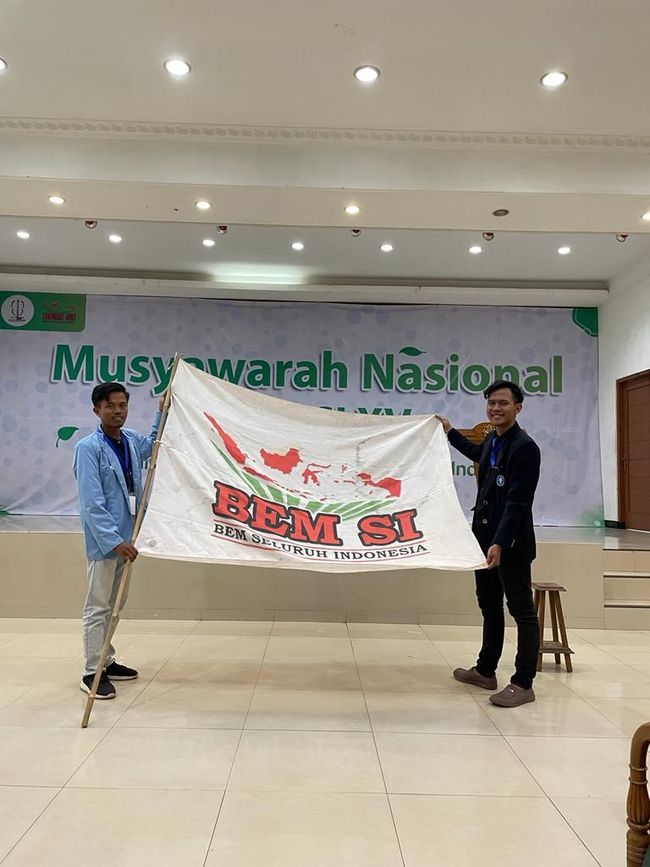 Musyawarah Nasional
BEM SI
BEM SELURUH INDONESIA